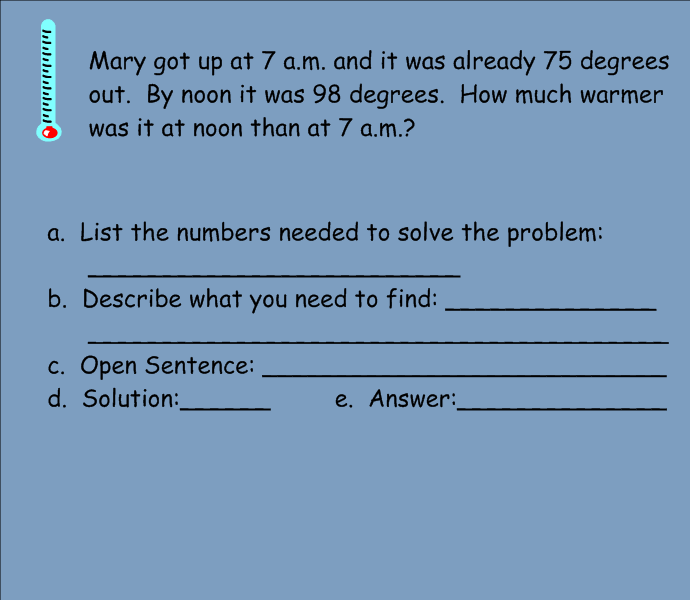 Mary got up at 7 a.m. and it was already 75 degrees
out. By noon it was 98 degrees. How much warmer
was it at noon than at 7 a.m.?
a. List the numbers needed to solve the problem:
_________________________
b. Describe what you need to find: ______________
_______________________________________
c. Open Sentence: ___________________________
d. Solution:______ e. Answer:______________